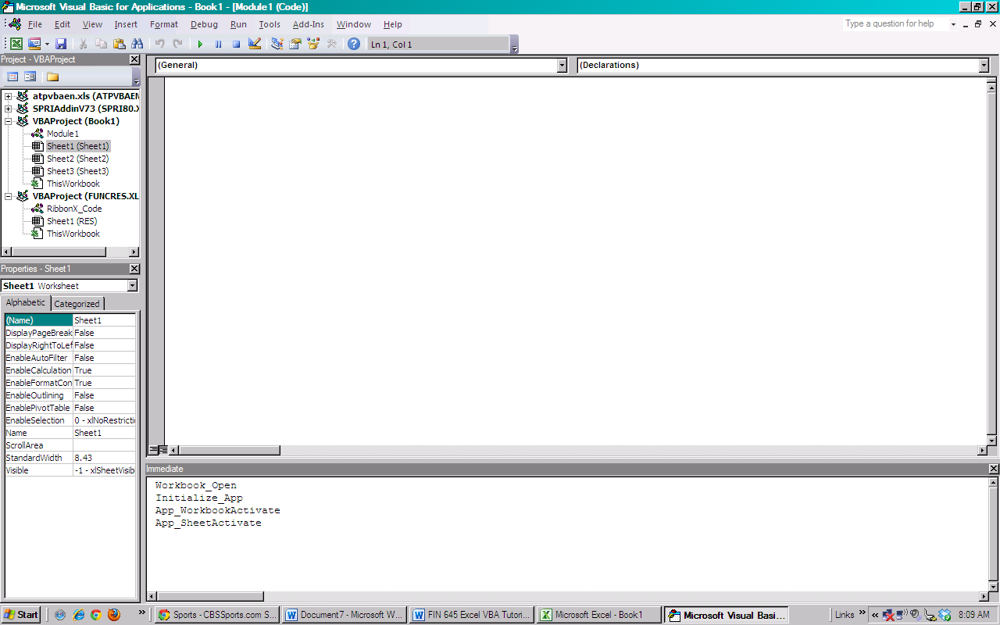 Microsoft Visual Basic for Applications - Book1 - [Module1 (Code)]
File Edit View Insert Format Debug Run Tools Add-Ins Window Help
Type a question for help
Ln 1, Col 1
Project - VBAProject
(General)
(Declarations)
atpvbaen.xls (ATPVBAEN
SPRIAddinV73 (SPRI80.X
VBAProject (Book1)
Module1
Sheet1 (Sheet1)
Sheet2 (Sheet2)
Sheet3 (Sheet3)
ThisWorkbook
VBAProject (FUNCRES.XL
RibbonX_Code
Sheet1 (RES)
ThisWorkbook
Properties - Sheet1
Sheet1 Worksheet
Alphabetic Categorized
(Name) Sheet1
DisplayPageBreak False
DisplayRightToLef False
EnableAutoFilter False
EnableCalculation True
EnableFormatCon True
EnableOutlining False
EnablePivotTable False
EnableSelection 0 - xlNoRestrictio
Name Sheet1
ScrollArea
StandardWidth 8.43
Visible -1 - xlSheetVisib
Immediate
Workbook_Open
Initialize_App
App_WorkbookActivate
App_SheetActivate
Start
Sports - CBSSports.com S...
Document7 - Microsoft W...
FIN 645 Excel VBA Tutori...
Microsoft Excel - Book1
Microsoft Visual Basi...
Links
8:09 AM